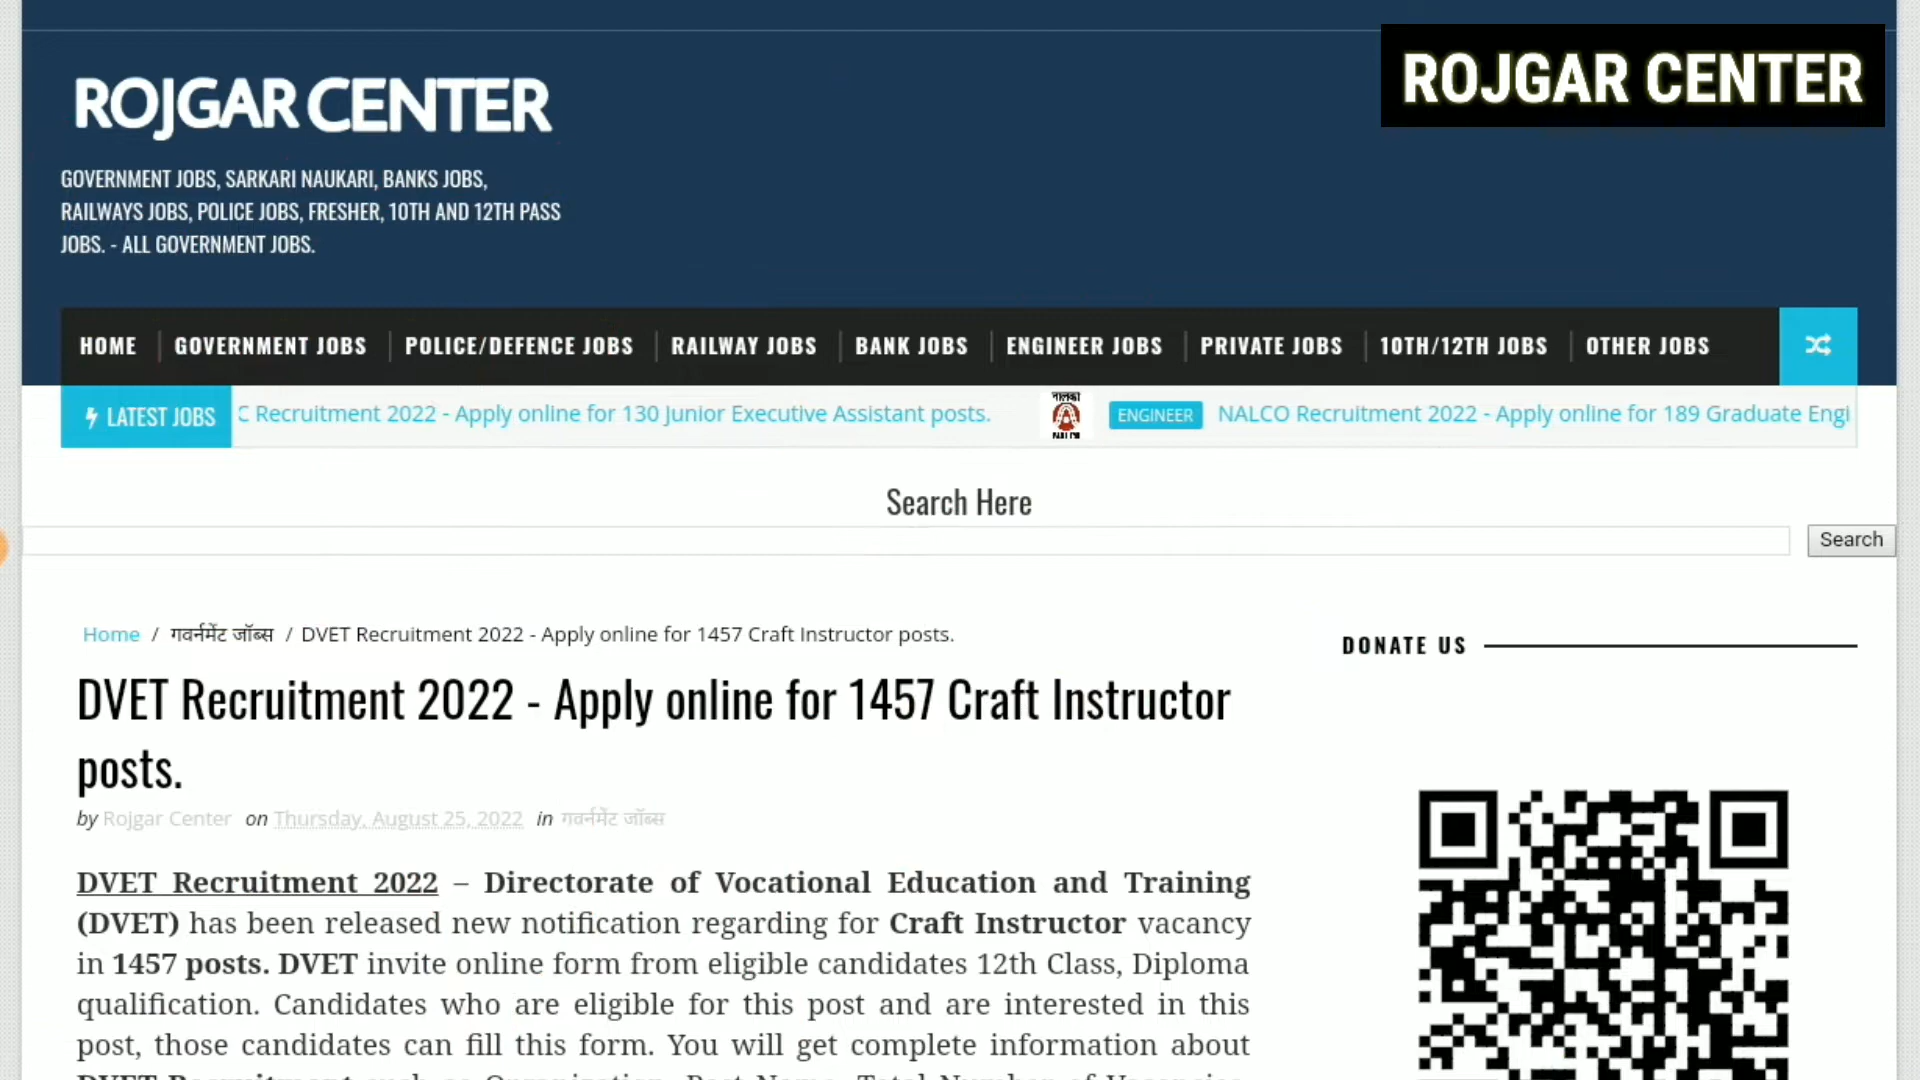 ROJGAR CENTER
ROJGAR CENTER
GOVERNMENT JOBS, SARKARI NAUKARI, BANKS JOBS,
RAILWAYS JOBS, POLICE JOBS, FRESHER, 10TH AND 12TH PASS
JOBS. - ALL GOVERNMENT JOBS.
HOME GOVERNMENT JOBS POLICE/DEFENCE JOBS RAILWAY JOBS BANK JOBS ENGINEER JOBS PRIVATE JOBS 10TH/12TH JOBS OTHER JOBS
LATEST JOBS C Recruitment 2022 - Apply online for 130 Junior Executive Assistant posts. ENGINEER NALCO Recruitment 2022 - Apply online for 189 Graduate Engi
Search Here
Search
Home / गवर्नमेंट जॉब्स / DVET Recruitment 2022 - Apply online for 1457 Craft Instructor posts.
DONATE US
DVET Recruitment 2022 - Apply online for 1457 Craft Instructor
posts.
by Rojgar Center on Thursday, August 25, 2022 in गवर्नमेंट जॉब्स
DVET Recruitment 2022 – Directorate of Vocational Education and Training
(DVET) has been released new notification regarding for Craft Instructor vacancy
in 1457 posts. DVET invite online form from eligible candidates 12th Class, Diploma
qualification. Candidates who are eligible for this post and are interested in this
post, those candidates can fill this form. You will get complete information about